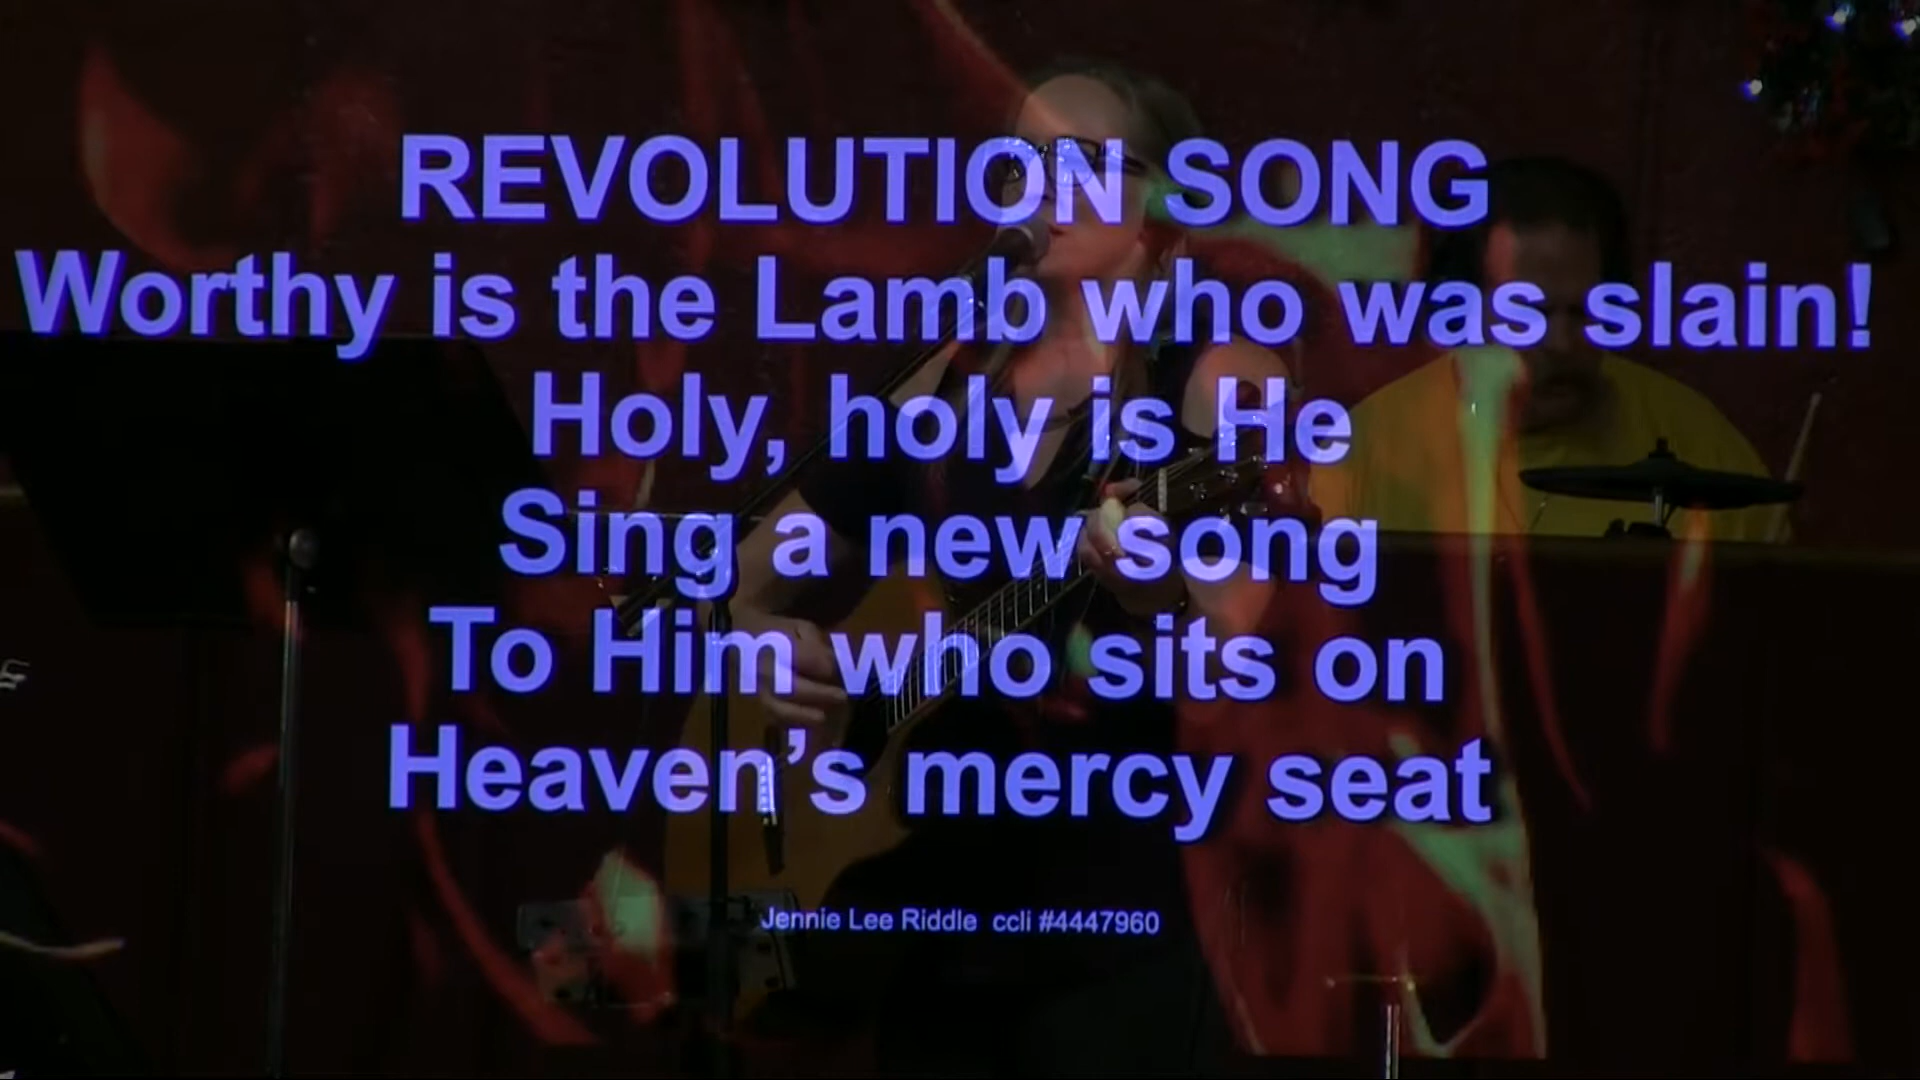 REVOLUTION SONG
Worthy is the Lamb who was slain!
Holy, holy is He
Sing a new song
To Him who sits on
Heaven’s mercy seat
Jennie Lee Riddle ccli #4447960